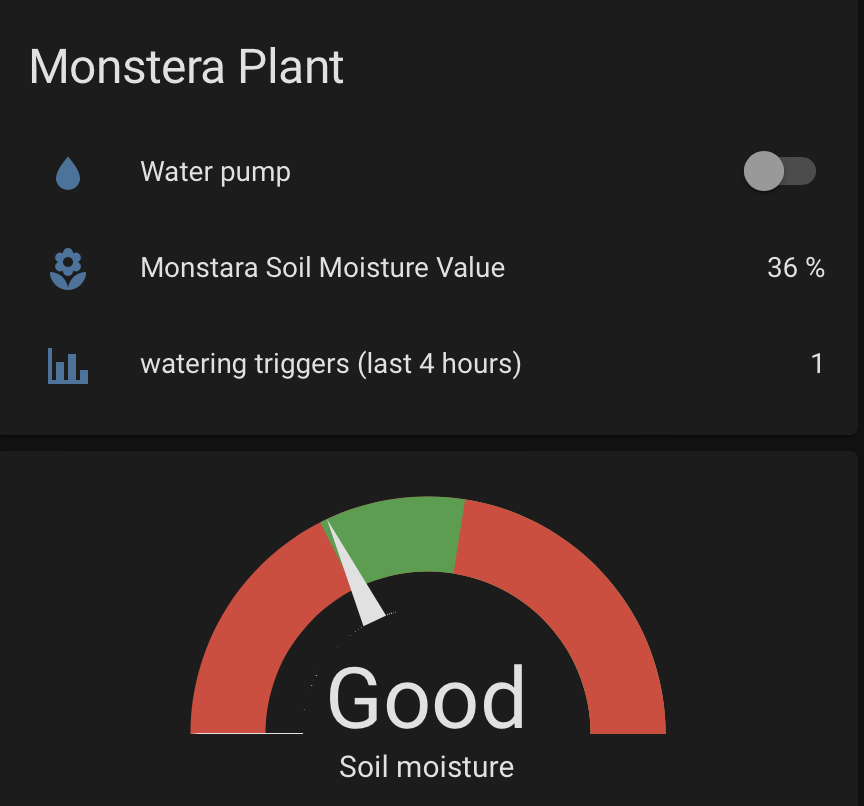 Monstera Plant
Water pump
Monstara Soil Moisture Value 36 %
watering triggers (last 4 hours) 1
Good
Soil moisture